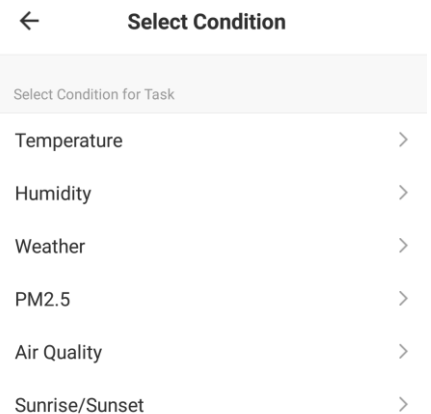 Select Condition
Select Condition for Task
Temperature
Humidity
Weather
PM2.5
Air Quality
Sunrise/Sunset